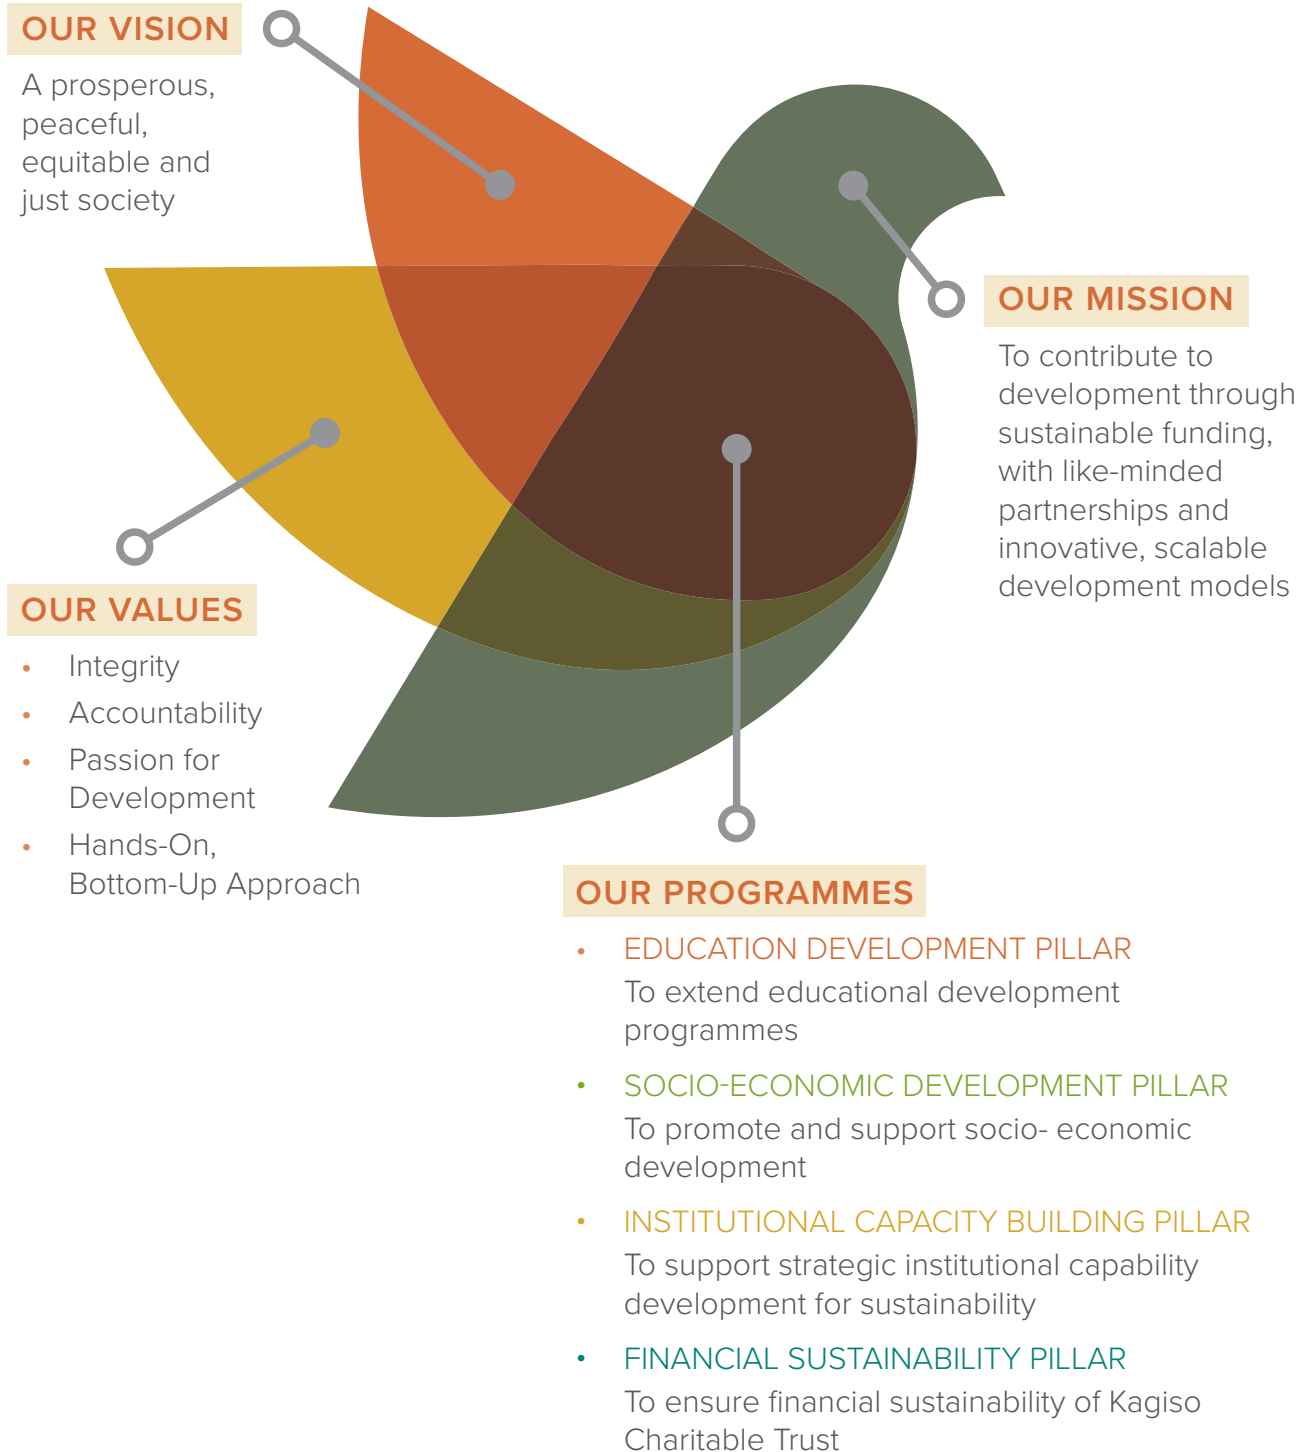 OUR VISION
A prosperous,
peaceful,
equitable and
just society
OUR MISSION
To contribute to
development through
sustainable funding,
with like-minded
partnerships and
innovative, scalable
development models
OUR VALUES
• Integrity
• Accountability
• Passion for
Development
• Hands-On,
Bottom-Up Approach
OUR PROGRAMMES
• EDUCATION DEVELOPMENT PILLAR
To extend educational development
programmes
• SOCIO-ECONOMIC DEVELOPMENT PILLAR
To promote and support socio- economic
development
• INSTITUTIONAL CAPACITY BUILDING PILLAR
To support strategic institutional capability
development for sustainability
• FINANCIAL SUSTAINABILITY PILLAR
To ensure financial sustainability of Kagiso
Charitable Trust